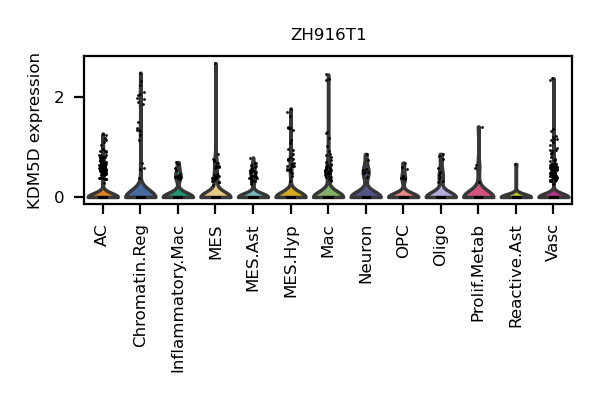 ZH916T1
KDM5D expression
2
0
AC
Chromatin.Reg
Inflammatory.Mac
MES
MES.Ast
MES.Hyp
Mac
Neuron
OPC
Oligo
Prolif.Metab
Reactive.Ast
Vasc